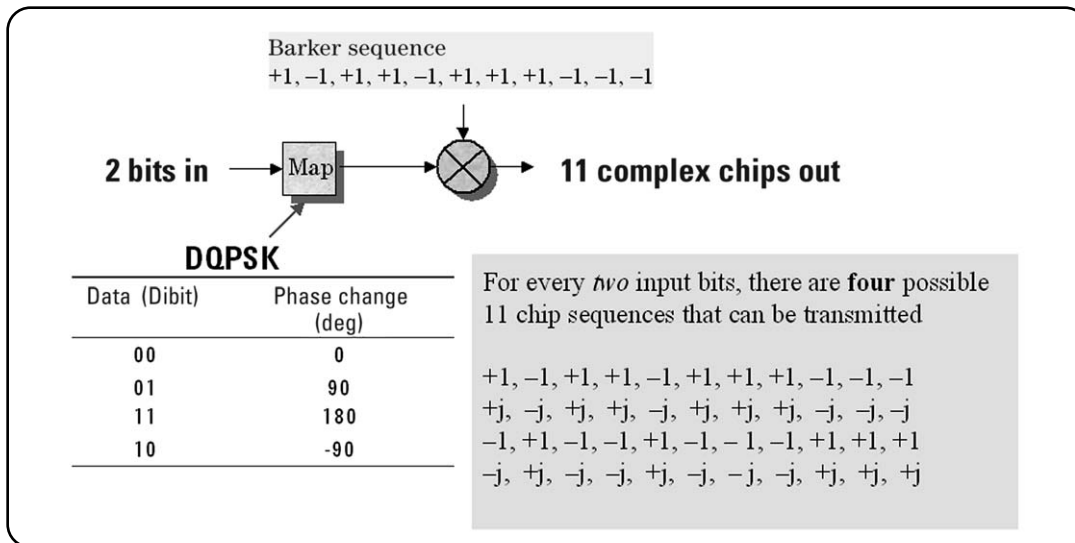 Barker sequence
+1, –1, +1, +1, –1, +1, +1, +1, –1, –1, –1
2 bits in
Map
11 complex chips out
DQPSK
Data (Dibit) Phase change
(deg)
00 0
01 90
11 180
10 -90
For every two input bits, there are four possible
11 chip sequences that can be transmitted
+1, –1, +1, +1, –1, +1, +1, +1, –1, –1, –1
+j, –j, +j, +j, –j, +j, +j, +j, –j, –j, –j
–1, +1, –1, –1, +1, –1, – 1, –1, +1, +1, +1
–j, +j, –j, –j, +j, –j, – j, –j, +j, +j, +j